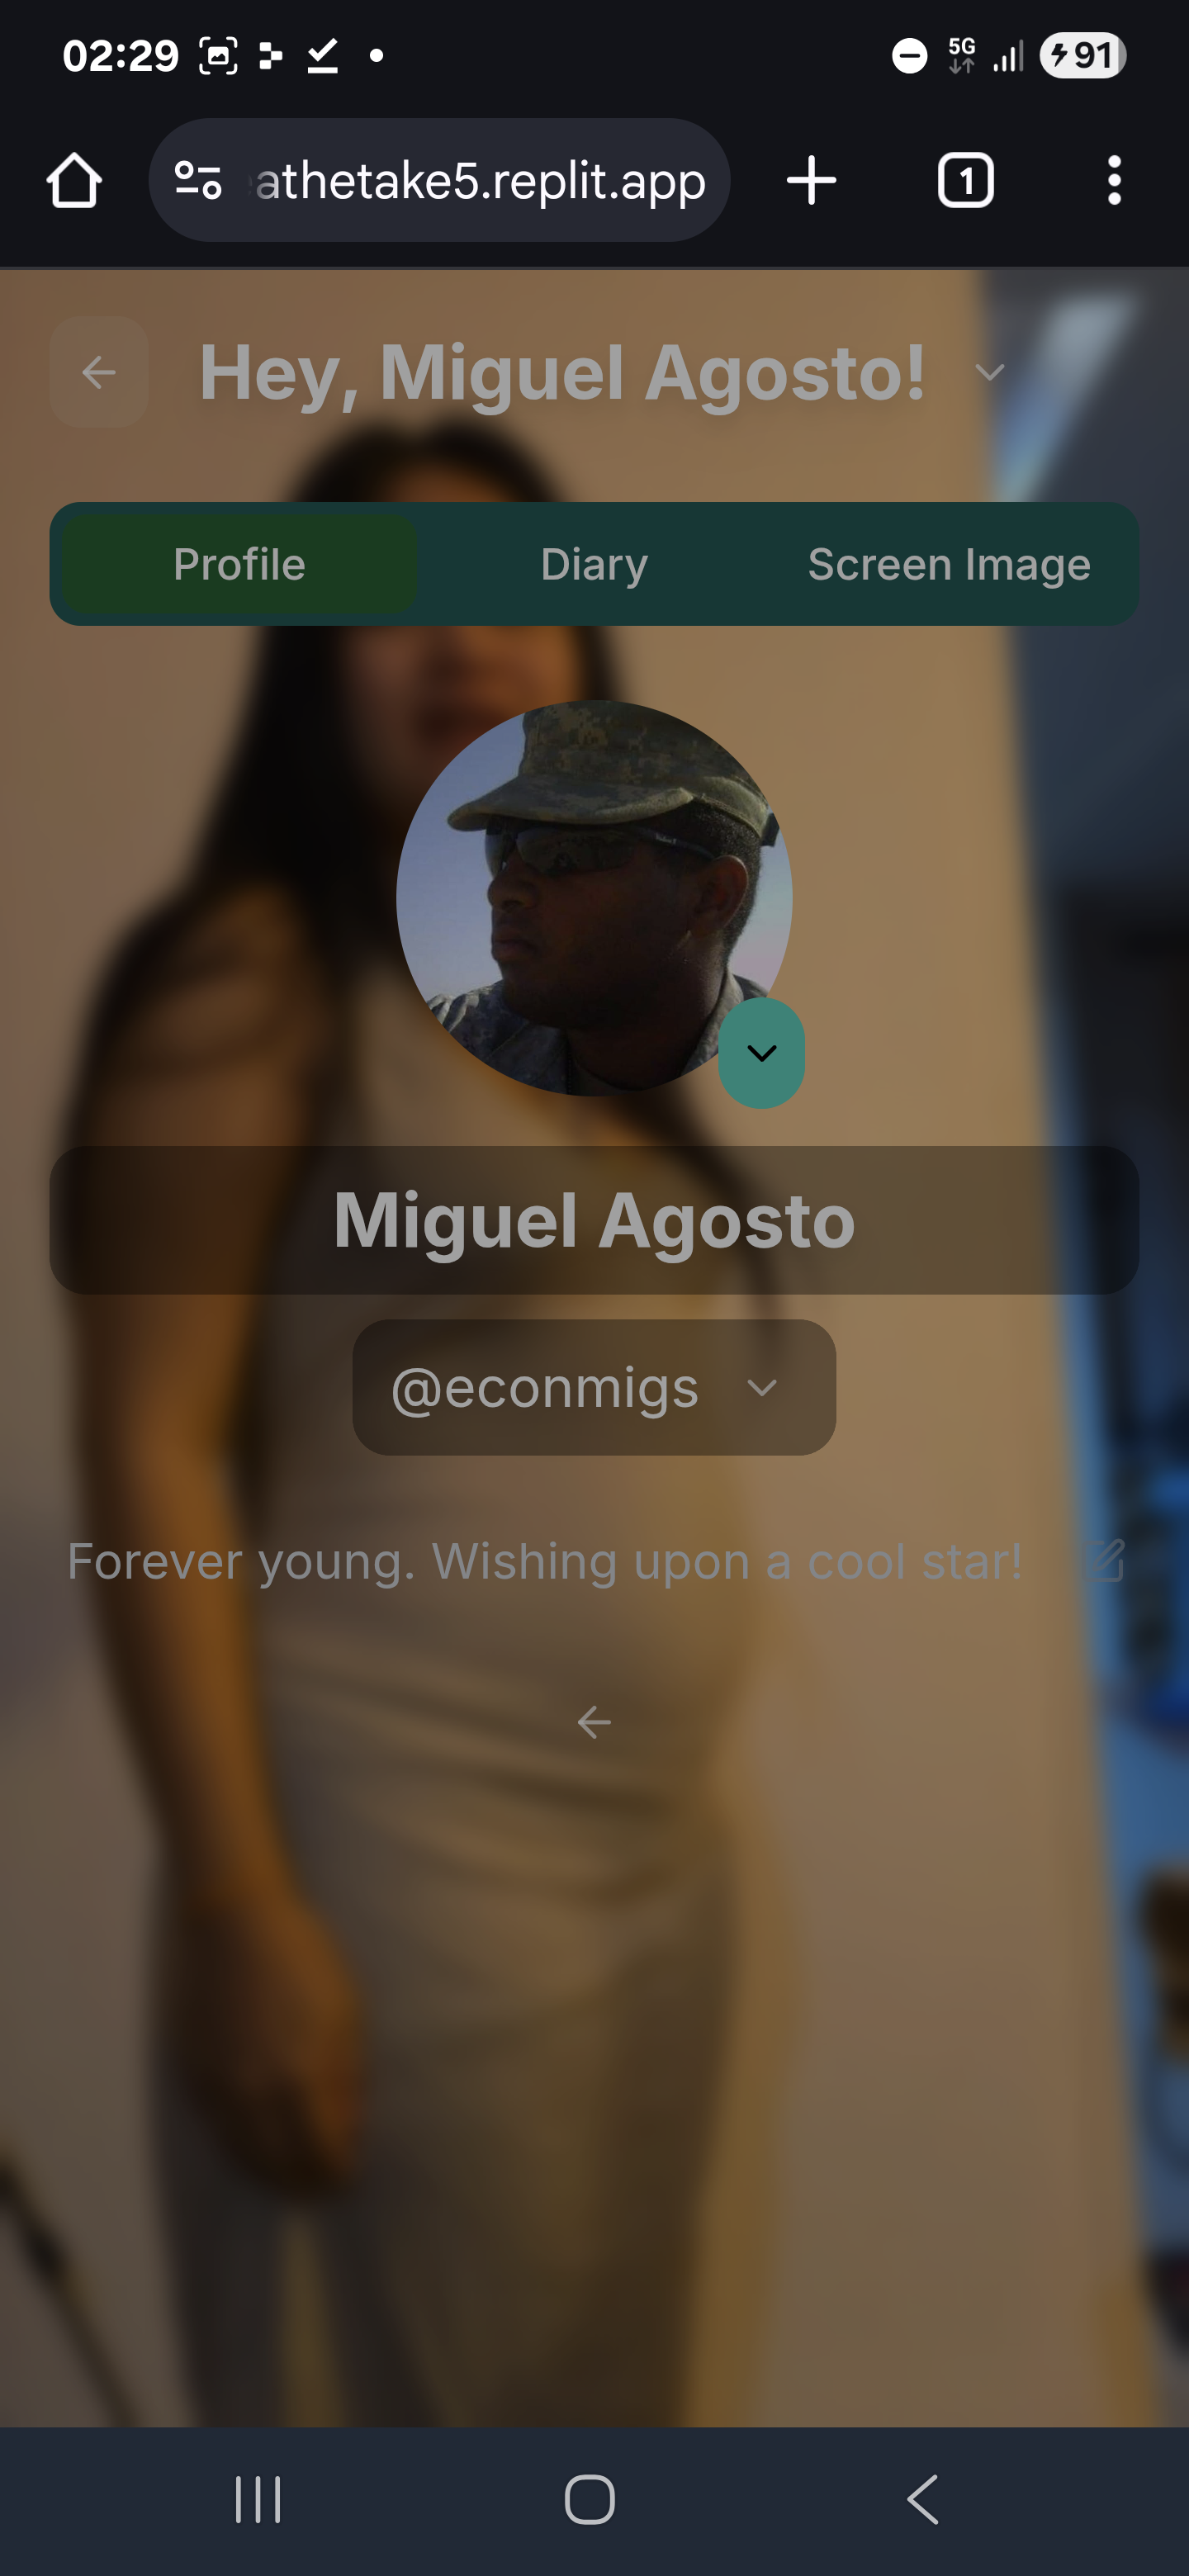 02:29
5G
91
athetake5.replit.app
1
Hey, Miguel Agosto!
Profile
Diary
Screen Image
Miguel Agosto
@econmigs
Forever young. Wishing upon a cool star!